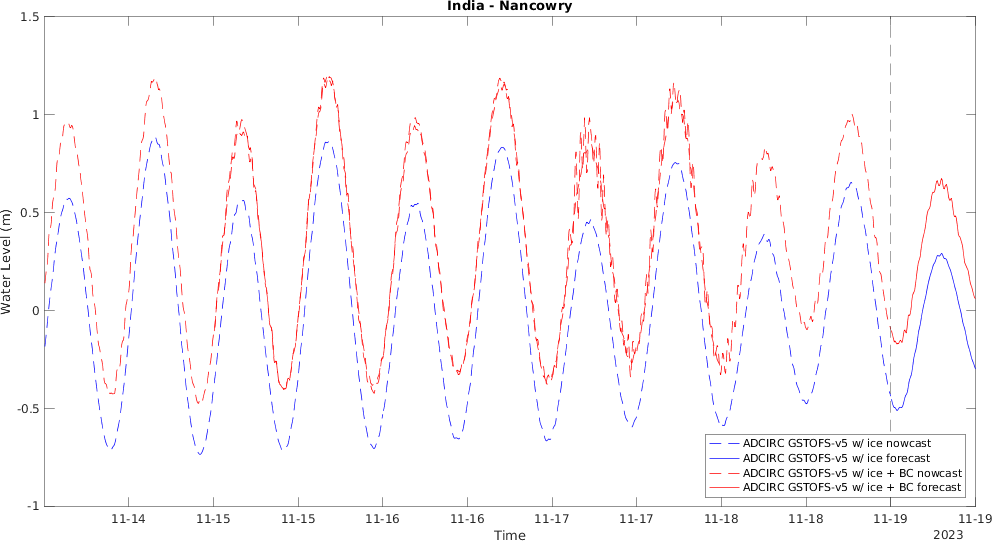 India - Nancowry
1.5
1
0.5
0
-0.5
-1
Water Level (m)
ADCIRC GSTOFS-v5 w/ ice nowcast
ADCIRC GSTOFS-v5 w/ ice forecast
ADCIRC GSTOFS-v5 w/ ice + BC nowcast
ADCIRC GSTOFS-v5 w/ ice + BC forecast
11-14 11-15 11-15 11-16 11-16 11-17 11-17 11-18 11-18 11-19 11-19
Time
2023